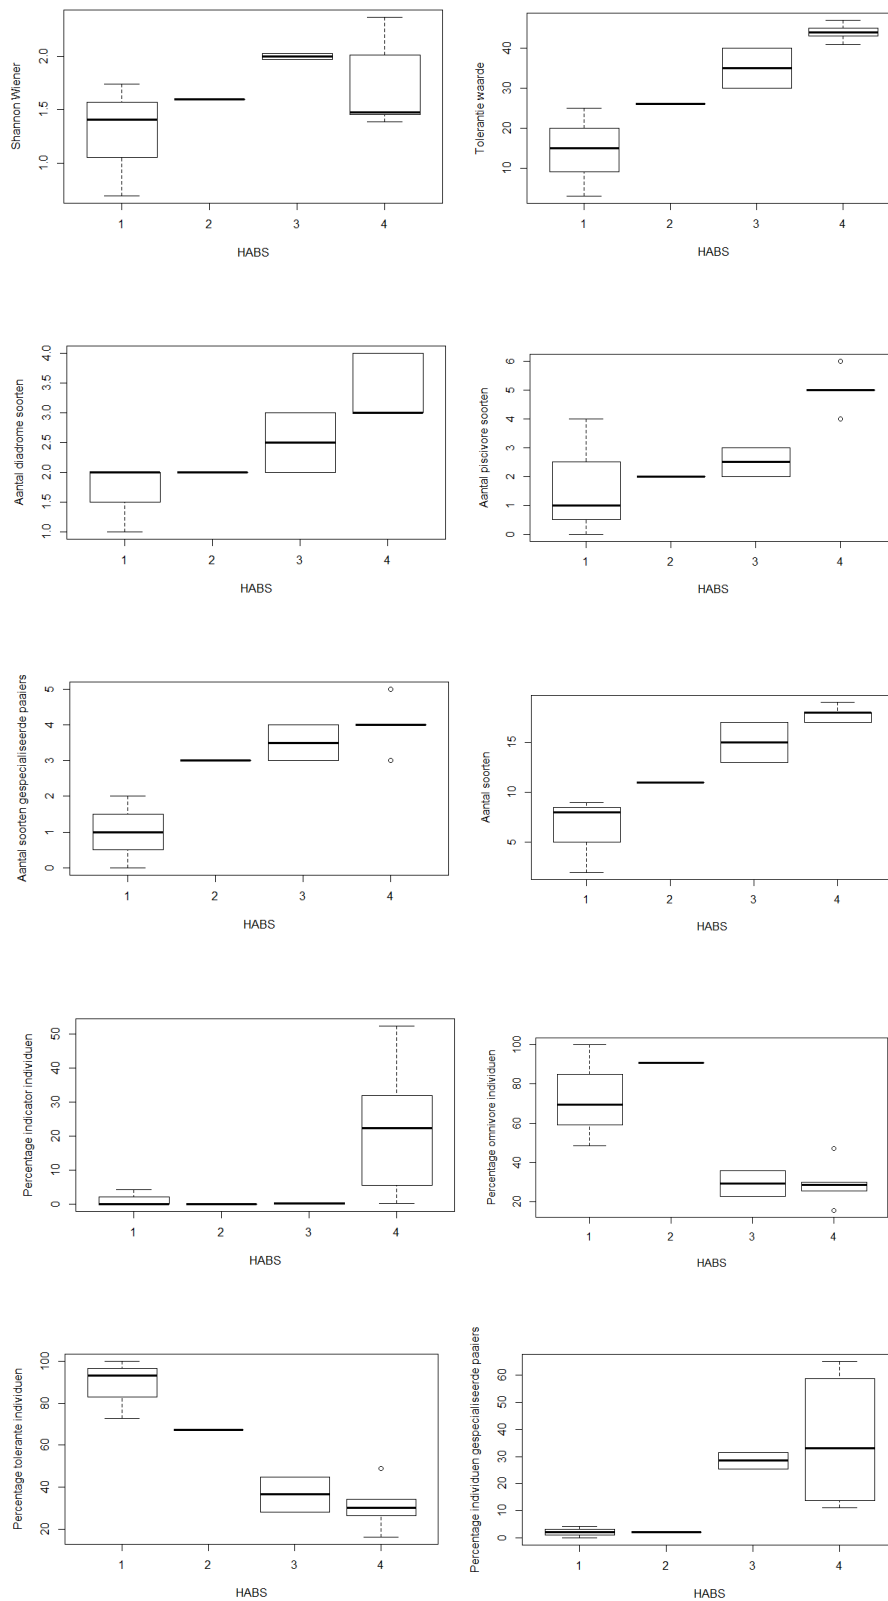 Shannon Wiener
1.0 1.5 2.0
1 2 3 4
HABS
Tolerantie waarde
10 20 30 40
1 2 3 4
HABS
Aantal diadrome soorten
1.0 1.5 2.0 2.5 3.0 3.5 4.0
1 2 3 4
HABS
Aantal piscivore soorten
0 1 2 3 4 5 6
1 2 3 4
HABS
Aantal soorten gespecialiseerde paaiers
0 1 2 3 4 5
1 2 3 4
HABS
Aantal soorten
5 10 15
1 2 3 4
HABS
Percentage indicator individuen
0 10 20 30 40 50
1 2 3 4
HABS
Percentage omnivore individuen
20 40 60 80 100
1 2 3 4
HABS
Percentage tolerante individuen
20 40 60 80 100
1 2 3 4
HABS
Percentage individuen gespecialiseerde paaiers
0 10 20 30 40 50 60
1 2 3 4
HABS